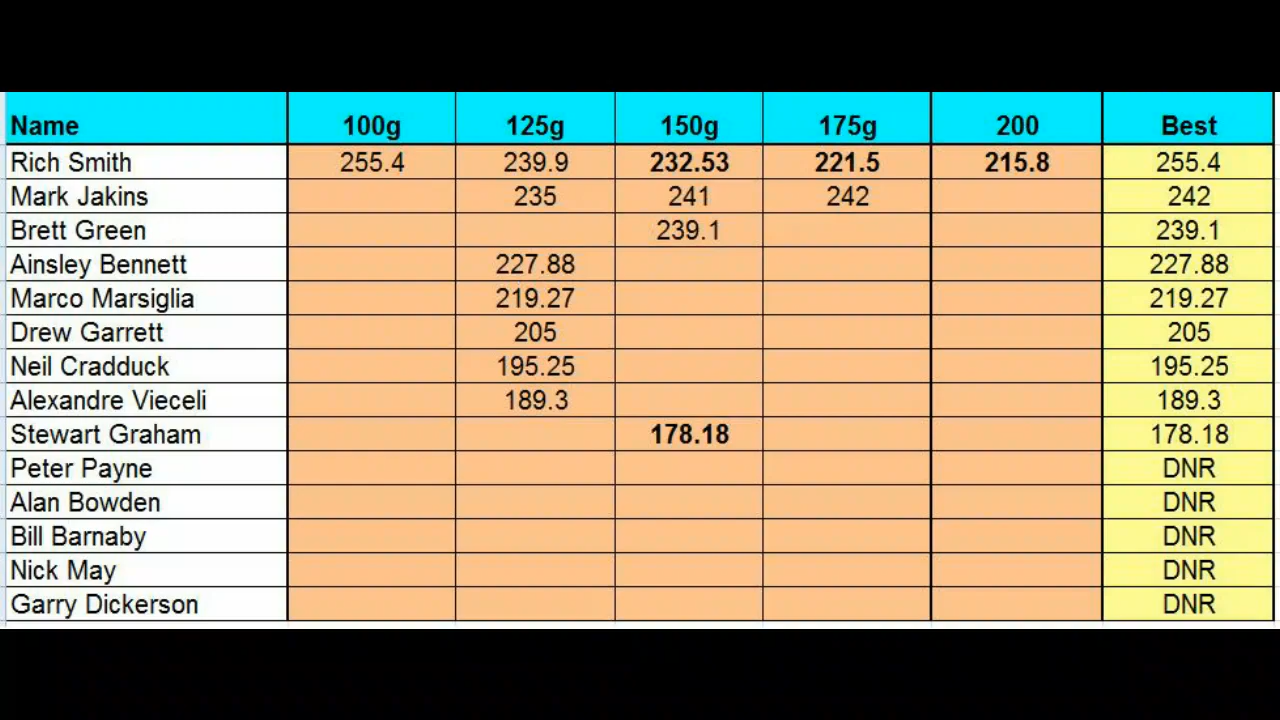 Name 100g 125g 150g 175g 200 Best
Rich Smith 255.4 239.9 232.53 221.5 215.8 255.4
Mark Jakins 235 241 242 242
Brett Green 239.1 239.1
Ainsley Bennett 227.88 227.88
Marco Marsiglia 219.27 219.27
Drew Garrett 205 205
Neil Cradduck 195.25 195.25
Alexandre Vieceli 189.3 189.3
Stewart Graham 178.18 178.18
Peter Payne DNR
Alan Bowden DNR
Bill Barnaby DNR
Nick May DNR
Garry Dickerson DNR